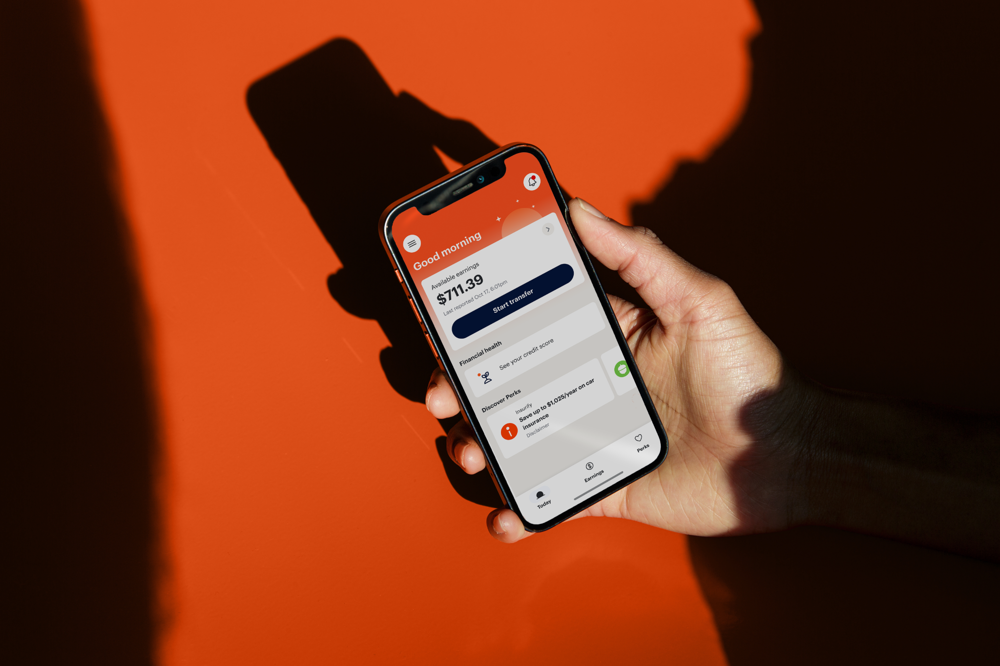 Good morning
Available earnings
$711.39
Last reported Oct 17, 6:01pm
Start transfer
Financial health
See your credit score
Discover Perks
Insurify
Save up to $1,025/year on car
insurance
Disclaimer
Today
Earnings
Perks